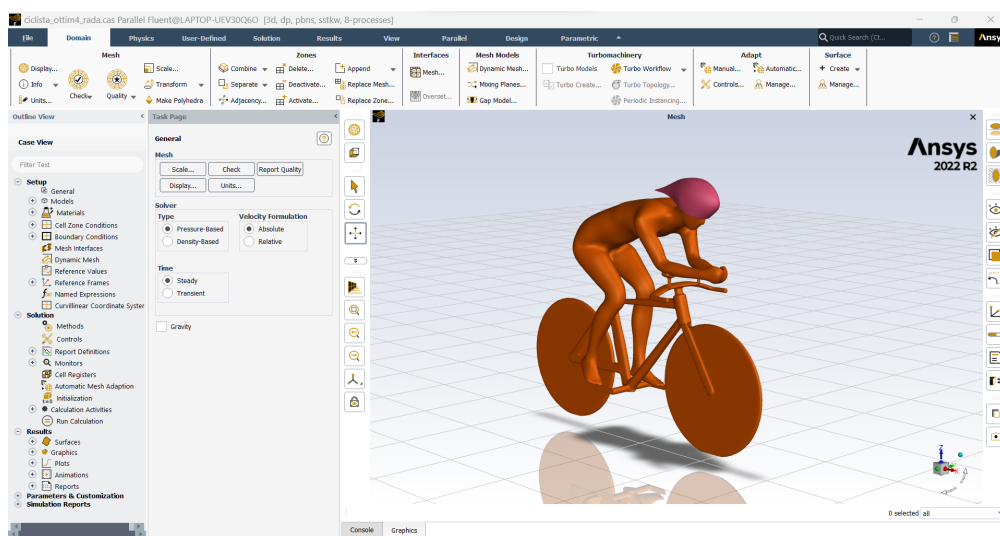 ciclista_ottim4_rada.cas Parallel Fluent@LAPTOP-UEV30Q6O [3d, dp, pbns, sstkw, 8-processes]
File Domain Physics User-Defined Solution Results View Parallel Design Parametric Quick Search (Ct... Ansy
Mesh Zones Interfaces Mesh Models Turbomachinery Adapt Surface
Display... Scale... Combine Delete... Append Mesh... Dynamic Mesh... Turbo Models Turbo Workflow Manual... Automatic... + Create
Info Check Quality Transform Separate Deactivate... Replace Mesh... Mixing Planes... Turbo Create... Turbo Topology... Controls... Manage... Manage...
Units... Make Polyhedra Adjacency... Activate... Replace Zone... Overset... Gap Model... Periodic Instancing...
Outline View
Case View
Filter Text
Setup
General
Models
Materials
Cell Zone Conditions
Boundary Conditions
Mesh Interfaces
Dynamic Mesh
Reference Values
Reference Frames
Named Expressions
Curvilinear Coordinate Syster
Solution
Methods
Controls
Report Definitions
Monitors
Cell Registers
Automatic Mesh Adaption
Initialization
Calculation Activities
Run Calculation
Results
Surfaces
Graphics
Plots
Animations
Reports
Parameters & Customization
Simulation Reports
Task Page
General
Mesh
Scale... Check Report Quality
Display... Units...
Solver
Type Velocity Formulation
Pressure-Based Absolute
Density-Based Relative
Time
Steady
Transient
Gravity
Mesh
Ansys
2022 R2
Z
0 selected all
Console Graphics